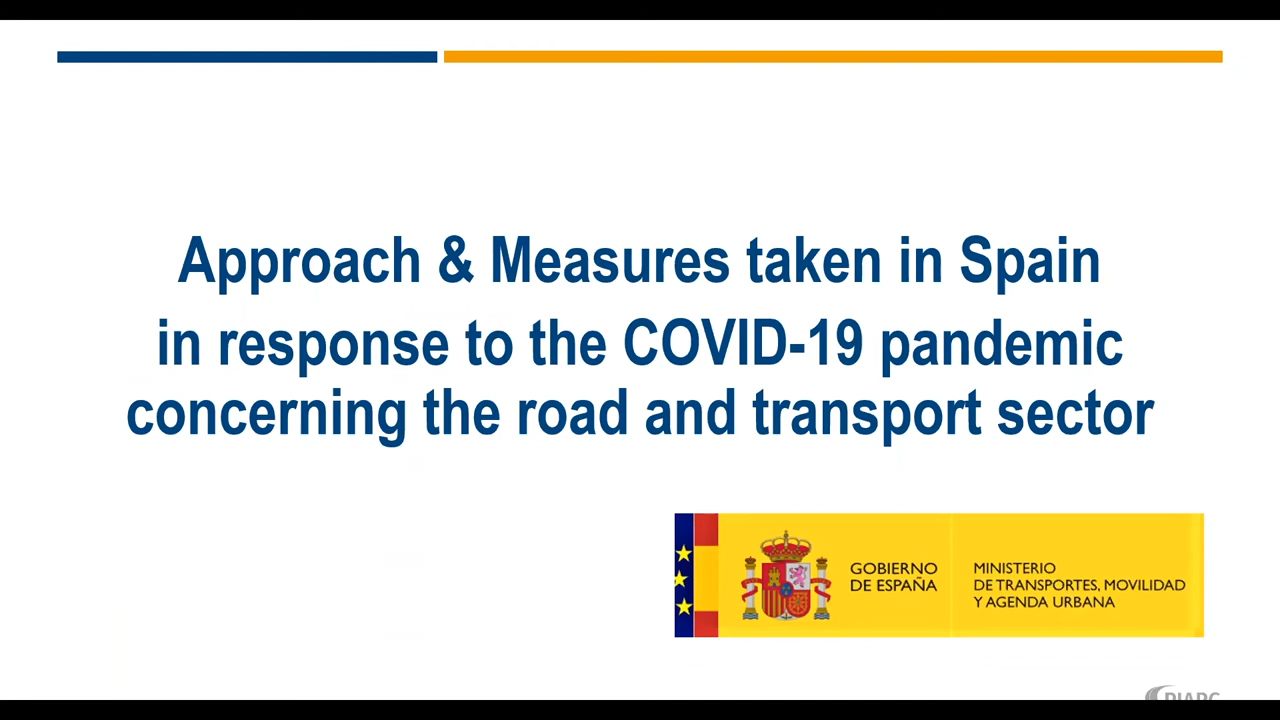 Approach & Measures taken in Spain
in response to the COVID-19 pandemic
concerning the road and transport sector
GOBIERNO
DE ESPAÑA
MINISTERIO
DE TRANSPORTES, MOVILIDAD
Y AGENDA URBANA
PIARC